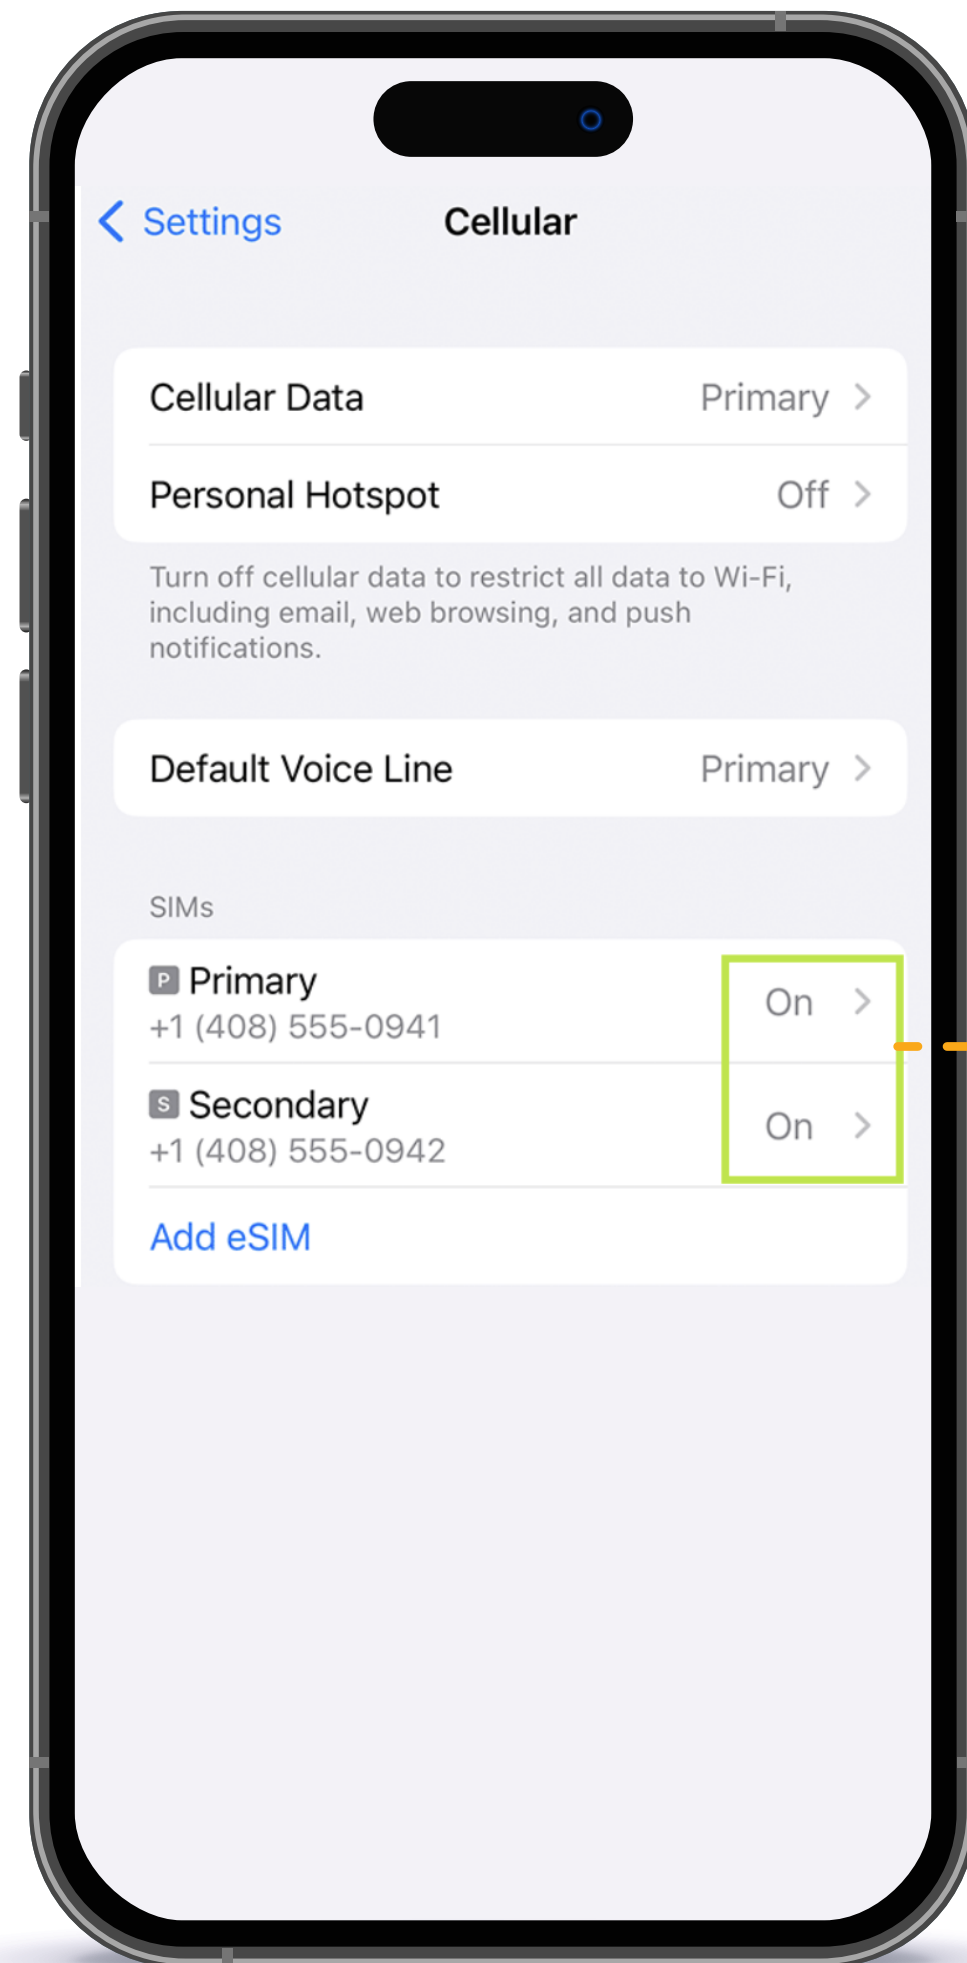 Settings
Cellular
Cellular Data Primary
Personal Hotspot Off
Turn off cellular data to restrict all data to Wi-Fi,
including email, web browsing, and push
notifications.
Default Voice Line Primary
SIMs
P Primary On
+1 (408) 555-0941
S Secondary On
+1 (408) 555-0942
Add eSIM